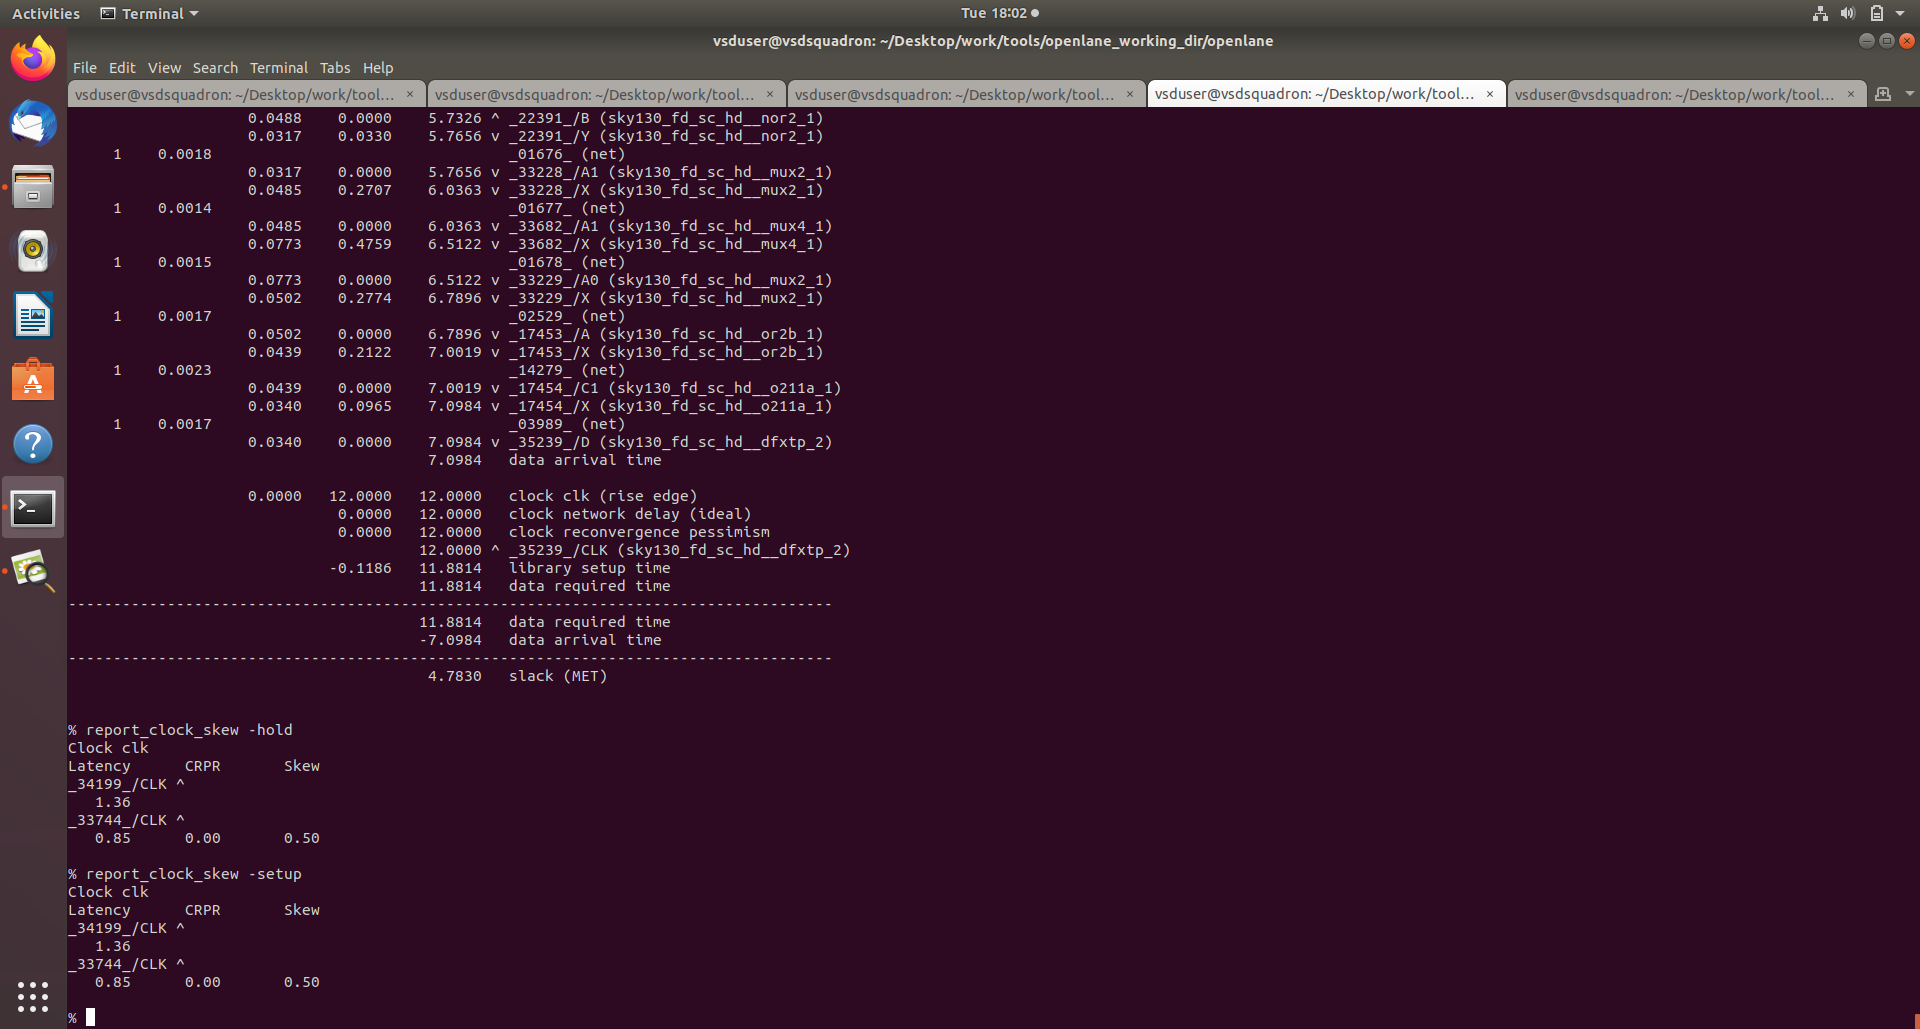 Activities Terminal Tue 18:02
vsduser@vsdsquadron: ~/Desktop/work/tools/openlane_working_dir/openlane
File Edit View Search Terminal Tabs Help
vsduser@vsdsquadron: ~/Desktop/work/tool... × vsduser@vsdsquadron: ~/Desktop/work/tool... × vsduser@vsdsquadron: ~/Desktop/work/tool... × vsduser@vsdsquadron: ~/Desktop/work/tool... × vsduser@vsdsquadron: ~/Desktop/work/tool... ×
                    0.0488    0.0000    5.7326 ^ _22391_/B (sky130_fd_sc_hd__nor2_1)
                    0.0317    0.0330    5.7656 v _22391_/Y (sky130_fd_sc_hd__nor2_1)
     1    0.0018                                 _01676_ (net)
                    0.0317    0.0000    5.7656 v _33228_/A1 (sky130_fd_sc_hd__mux2_1)
                    0.0485    0.2707    6.0363 v _33228_/X (sky130_fd_sc_hd__mux2_1)
     1    0.0014                                 _01677_ (net)
                    0.0485    0.0000    6.0363 v _33682_/A1 (sky130_fd_sc_hd__mux4_1)
                    0.0773    0.4759    6.5122 v _33682_/X (sky130_fd_sc_hd__mux4_1)
     1    0.0015                                 _01678_ (net)
                    0.0773    0.0000    6.5122 v _33229_/A0 (sky130_fd_sc_hd__mux2_1)
                    0.0502    0.2774    6.7896 v _33229_/X (sky130_fd_sc_hd__mux2_1)
     1    0.0017                                 _02529_ (net)
                    0.0502    0.0000    6.7896 v _17453_/A (sky130_fd_sc_hd__or2b_1)
                    0.0439    0.2122    7.0019 v _17453_/X (sky130_fd_sc_hd__or2b_1)
     1    0.0023                                 _14279_ (net)
                    0.0439    0.0000    7.0019 v _17454_/C1 (sky130_fd_sc_hd__o211a_1)
                    0.0340    0.0965    7.0984 v _17454_/X (sky130_fd_sc_hd__o211a_1)
     1    0.0017                                 _03989_ (net)
                    0.0340    0.0000    7.0984 v _35239_/D (sky130_fd_sc_hd__dfxtp_2)
                                        7.0984   data arrival time
                    0.0000   12.0000   12.0000   clock clk (rise edge)
                              0.0000   12.0000   clock network delay (ideal)
                              0.0000   12.0000   clock reconvergence pessimism
                                       12.0000 ^ _35239_/CLK (sky130_fd_sc_hd__dfxtp_2)
                             -0.1186   11.8814   library setup time
                                       11.8814   data required time
-------------------------------------------------------------------------------------
                                       11.8814   data required time
                                       -7.0984   data arrival time
-------------------------------------------------------------------------------------
                                        4.7830   slack (MET)
% report_clock_skew -hold
Clock clk
Latency      CRPR       Skew
_34199_/CLK ^
   1.36
_33744_/CLK ^
   0.85      0.00       0.50
% report_clock_skew -setup
Clock clk
Latency      CRPR       Skew
_34199_/CLK ^
   1.36
_33744_/CLK ^
   0.85      0.00       0.50
%